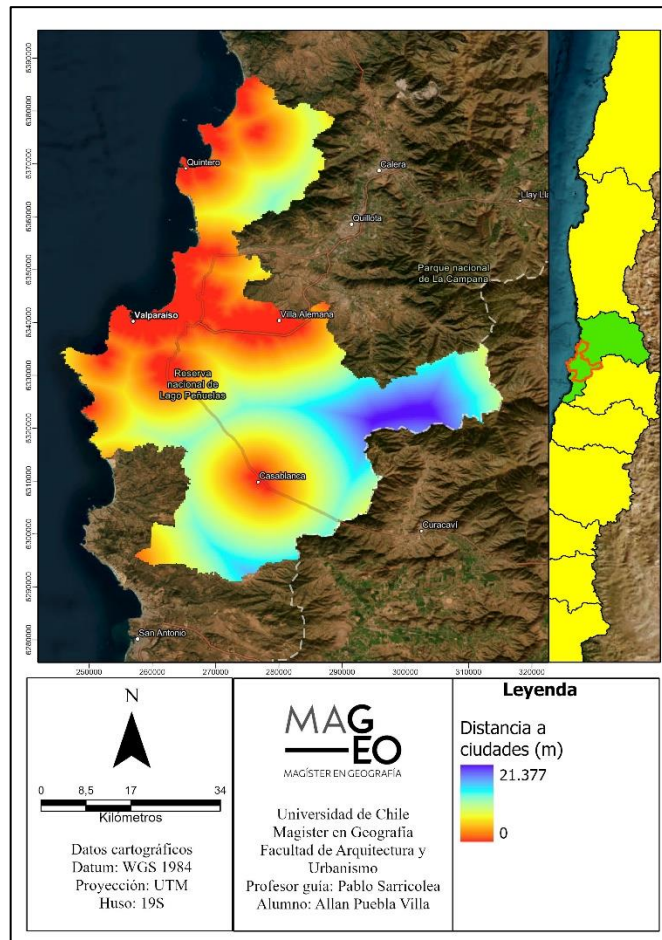 6390000
6380000
6370000
6360000
6350000
6340000
6330000
6320000
6310000
6300000
6290000
6280000
Quintero
Calera
Quillota
Parque nacional
de La Campana
Valparaíso
Villa Alemana
Reserva
nacional de
Lago Peñuelas
Casablanca
Curacaví
San Antonio
250000
260000
270000
280000
290000
300000
310000
320000
N
0
8,5
17
34
Kilómetros
Datos cartográficos
Datum: WGS 1984
Proyección: UTM
Huso: 19S
MAG
EO
MAGÍSTER EN GEOGRAFÍA
Universidad de Chile
Magister en Geografía
Facultad de Arquitectura y
Urbanismo
Profesor guía: Pablo Sarricolea
Alumno: Allan Puebla Villa
Leyenda
Distancia a
ciudades (m)
21.377
0